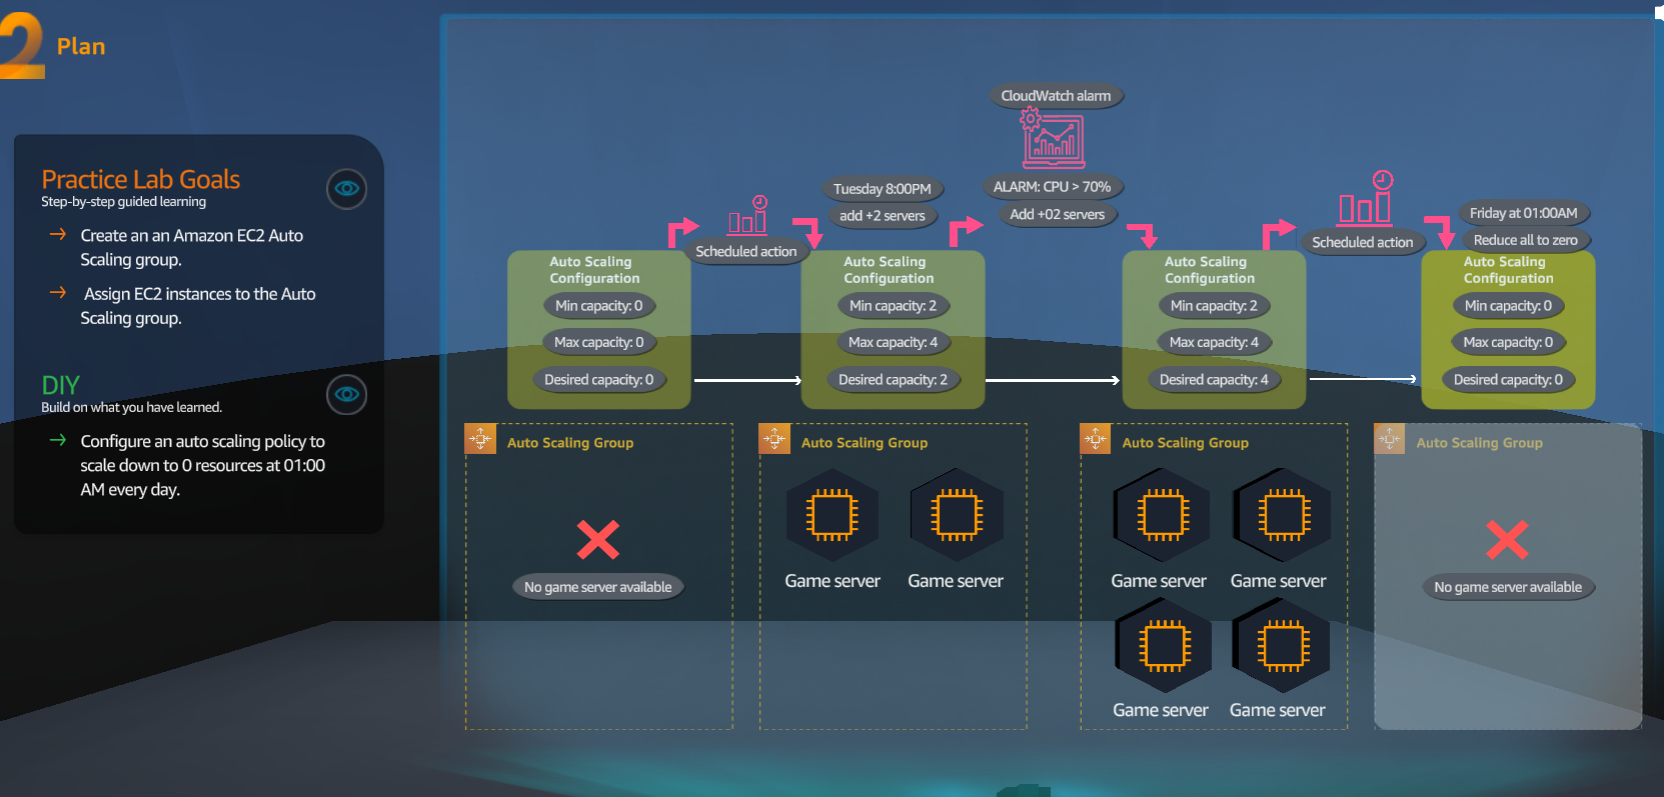 2
Plan
Practice Lab Goals
Step-by-step guided learning
→ Create an an Amazon EC2 Auto
Scaling group.
→ Assign EC2 instances to the Auto
Scaling group.
DIY
Build on what you have learned.
→ Configure an auto scaling policy to
scale down to 0 resources at 01:00
AM every day.
Scheduled action
Tuesday 8:00PM
add +2 servers
CloudWatch alarm
ALARM: CPU > 70%
Add +02 servers
Scheduled action
Friday at 01:00AM
Reduce all to zero
Auto Scaling
Configuration
Min capacity: 0
Max capacity: 0
Desired capacity: 0
Auto Scaling
Configuration
Min capacity: 2
Max capacity: 4
Desired capacity: 2
Auto Scaling
Configuration
Min capacity: 2
Max capacity: 4
Desired capacity: 4
Auto Scaling
Configuration
Min capacity: 0
Max capacity: 0
Desired capacity: 0
Auto Scaling Group
No game server available
Auto Scaling Group
Game server
Game server
Auto Scaling Group
Game server
Game server
Game server
Game server
Auto Scaling Group
No game server available